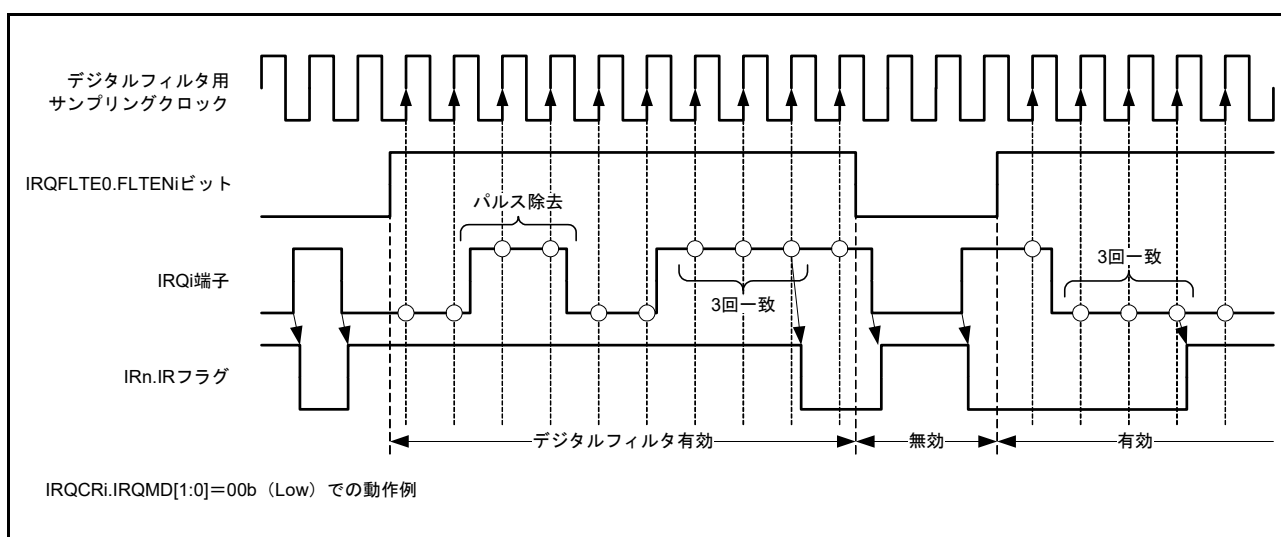 デジタルフィルタ用
サンプリングクロック
IRQFLTE0.FLTENiビット
パルス除去
IRQi端子
3回一致
3回一致
IRn.IRフラグ
デジタルフィルタ有効
無効
有効
IRQCRi.IRQMD[1:0]=00b（Low）での動作例